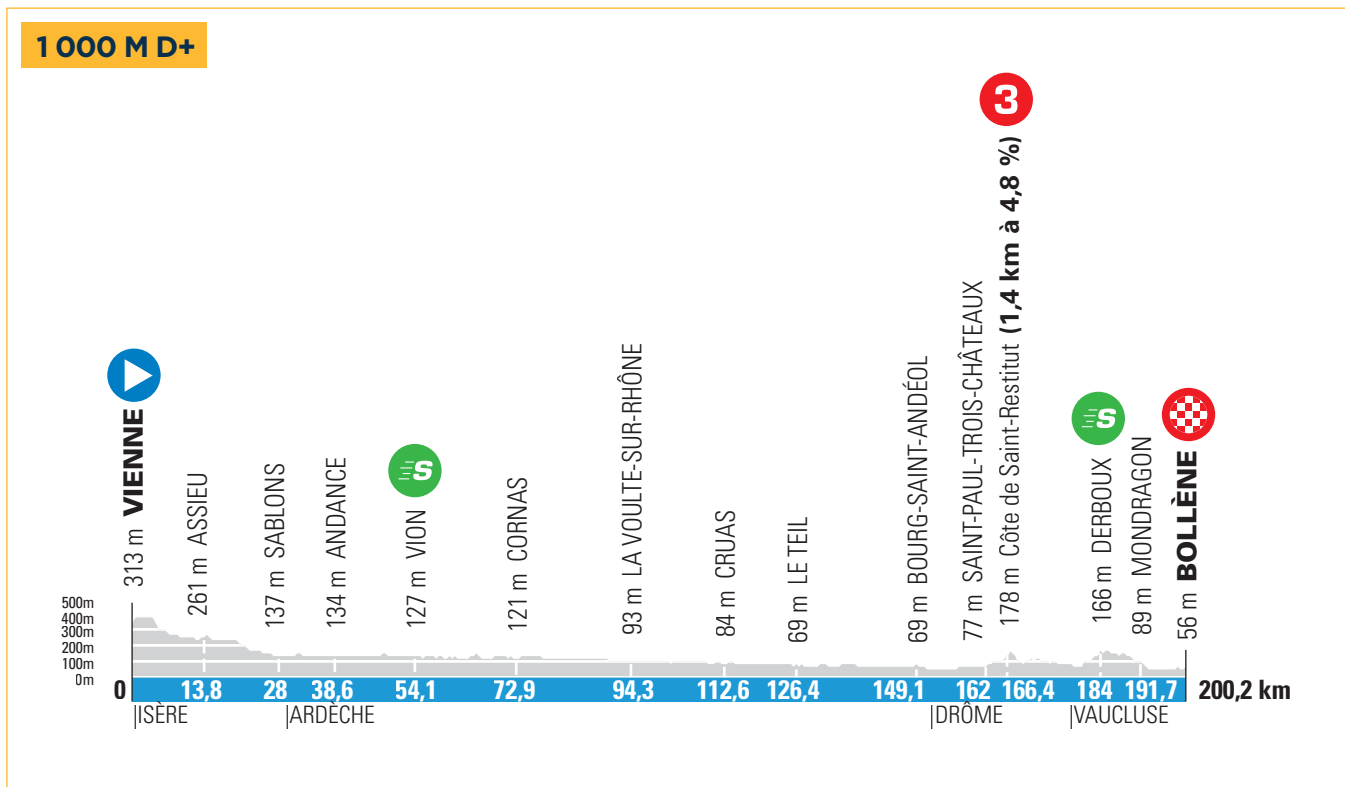 1 000 M D+
3
313 m VIENNE
261 m ASSIEU
137 m SABLONS
134 m ANDANCE
S
127 m VION
121 m CORNAS
93 m LA VOULTE-SUR-RHÔNE
84 m CRUAS
69 m LE TEIL
69 m BOURG-SAINT-ANDÉOL
77 m SAINT-PAUL-TROIS-CHÂTEAUX
178 m Côte de Saint-Restitut (1,4 km à 4,8 %)
S
166 m DERBOUX
89 m MONDRAGON
56 m BOLLÈNE
500m
400m
300m
200m
100m
0m
0 13,8 28 38,6 54,1 72,9 94,3 112,6 126,4 149,1 162 166,4 184 191,7 200,2 km
ISÈRE ARDÈCHE DRÔME VAUCLUSE